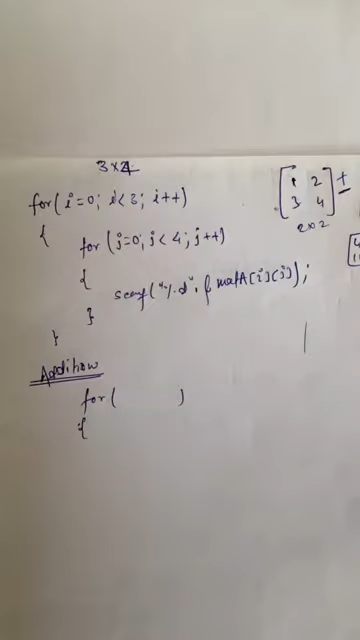 3×4
for(i=0; i<3; i++)
{
for(j=0; j<4; j++)
{
scanf("%d", &matA[i][j]);
}
}
1 2 +
3 4
2×2
Addition
for( )
{